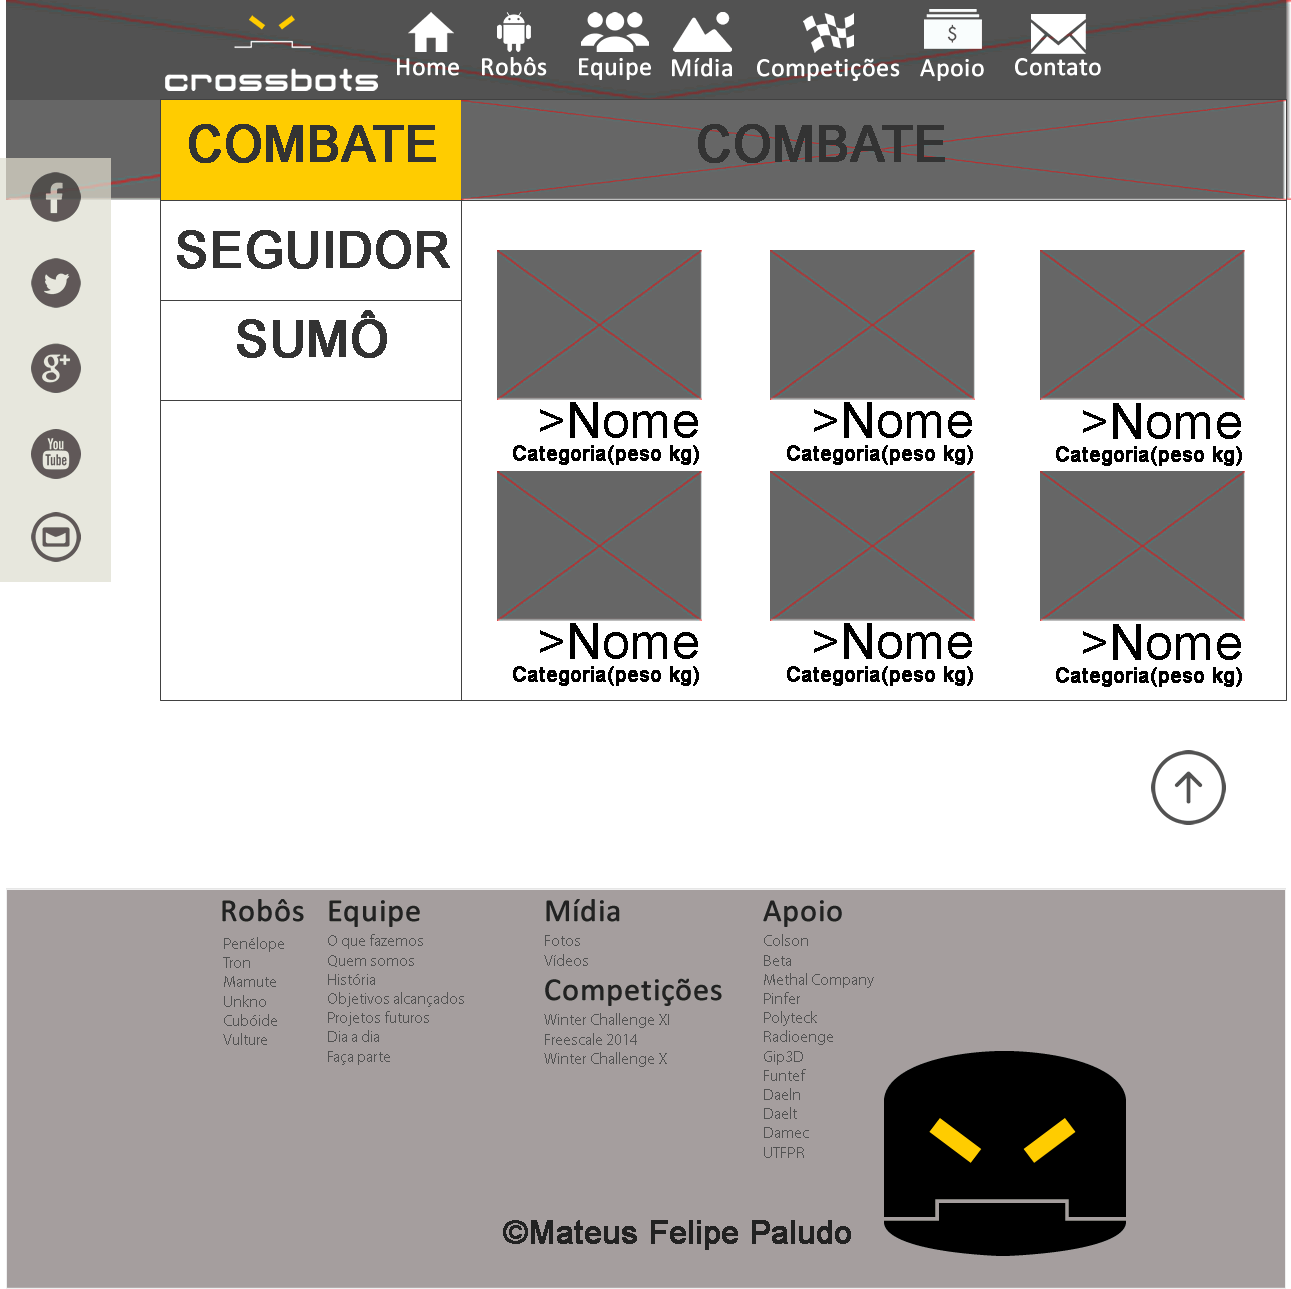 crossbots
Home Robôs Equipe Mídia Competições Apoio Contato
$
COMBATE
COMBATE
SEGUIDOR
SUMÔ
f
g+
You
Tube
>Nome >Nome >Nome
Categoria(peso kg) Categoria(peso kg) Categoria(peso kg)
>Nome >Nome >Nome
Categoria(peso kg) Categoria(peso kg) Categoria(peso kg)
Robôs
Penélope
Tron
Mamute
Unkno
Cubóide
Vulture
Equipe
O que fazemos
Quem somos
História
Objetivos alcançados
Projetos futuros
Dia a dia
Faça parte
Mídia
Fotos
Vídeos
Competições
Winter Challenge XI
Freescale 2014
Winter Challenge X
Apoio
Colson
Beta
Methal Company
Pinfer
Polyteck
Radioenge
Gip3D
Funtef
Daeln
Daelt
Damec
UTFPR
©Mateus Felipe Paludo